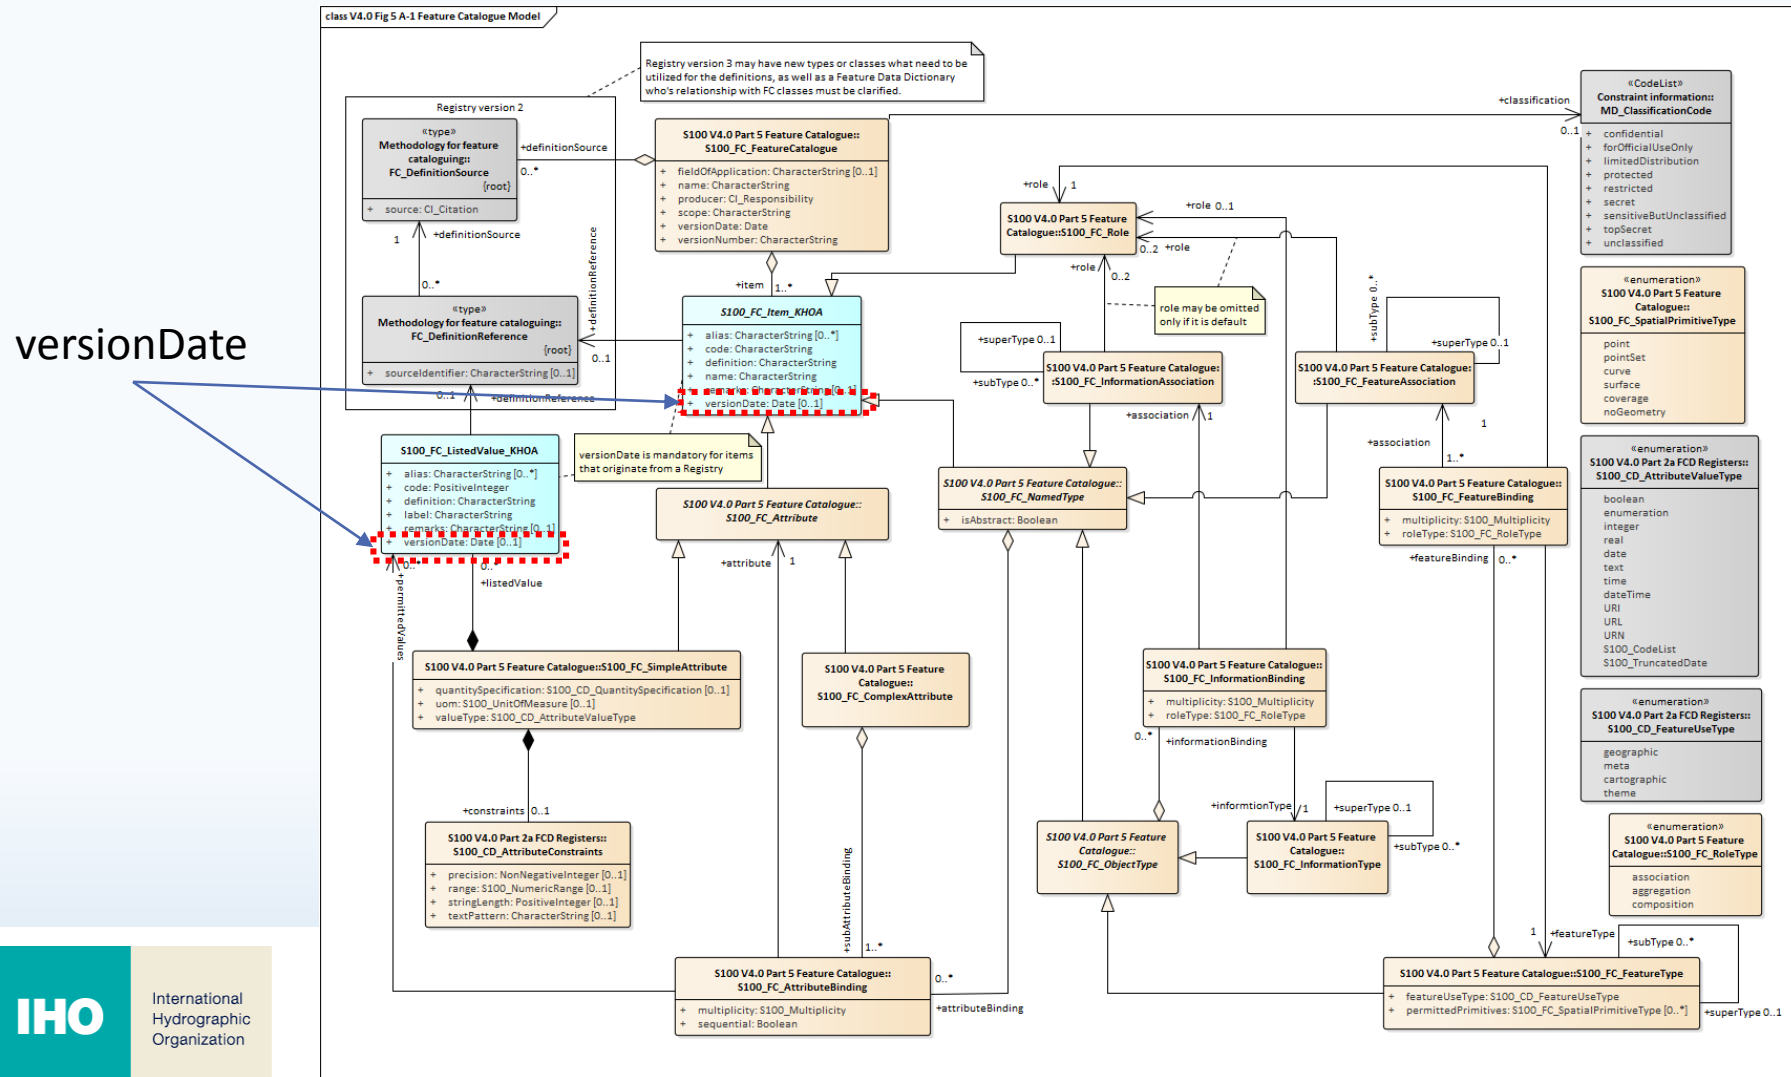 class V4.0 Fig 5 A-1 Feature Catalogue Model
Registry version 3 may have new types or classes what need to be
utilized for the definitions, as well as a Feature Data Dictionary
who's relationship with FC classes must be clarified.
Registry version 2
«type»
Methodology for feature
cataloguing::
FC_DefinitionSource
{root}
+ source: CI_Citation
+definitionSource
0..*
S100 V4.0 Part 5 Feature Catalogue::
S100_FC_FeatureCatalogue
+ fieldOfApplication: CharacterString [0..1]
+ name: CharacterString
+ producer: CI_Responsibility
+ scope: CharacterString
+ versionDate: Date
+ versionNumber: CharacterString
+classification
0..1
«CodeList»
Constraint information::
MD_ClassificationCode
+ confidential
+ forOfficialUseOnly
+ limitedDistribution
+ protected
+ restricted
+ secret
+ sensitiveButUnclassified
+ topSecret
+ unclassified
1
+definitionSource
0..*
«type»
Methodology for feature cataloguing::
FC_DefinitionReference
{root}
+ sourceIdentifier: CharacterString [0..1]
+definitionReference
0..1
+item
1..*
S100_FC_Item_KHOA
+ alias: CharacterString [0..*]
+ code: CharacterString
+ definition: CharacterString
+ name: CharacterString
+ remarks: CharacterString [0..1]
+ versionDate: Date [0..1]
+role
1
S100 V4.0 Part 5 Feature
Catalogue::S100_FC_Role
+role 0..1
0..2 +role
+role
0..2
role may be omitted
only if it is default
+superType 0..1
+subType 0..*
S100 V4.0 Part 5 Feature Catalogue:
:S100_FC_InformationAssociation
+subType 0..*
+superType 0..1
S100 V4.0 Part 5 Feature Catalogue:
:S100_FC_FeatureAssociation
«enumeration»
S100 V4.0 Part 5 Feature
Catalogue::
S100_FC_SpatialPrimitiveType
point
pointSet
curve
surface
coverage
noGeometry
versionDate
0..1
+definitionReference
S100_FC_ListedValue_KHOA
+ alias: CharacterString [0..*]
+ code: PositiveInteger
+ definition: CharacterString
+ label: CharacterString
+ remarks: CharacterString [0..1]
+ versionDate: Date [0..1]
versionDate is mandatory for items
that originate from a Registry
S100 V4.0 Part 5 Feature Catalogue::
S100_FC_Attribute
S100 V4.0 Part 5 Feature Catalogue::
S100_FC_NamedType
+ isAbstract: Boolean
+association
1
+association
1
1..*
S100 V4.0 Part 5 Feature Catalogue::
S100_FC_FeatureBinding
+ multiplicity: S100_Multiplicity
+ roleType: S100_FC_RoleType
+featureBinding
0..*
«enumeration»
S100 V4.0 Part 2a FCD Registers::
S100_CD_AttributeValueType
boolean
enumeration
integer
real
date
text
time
dateTime
URI
URL
URN
S100_CodeList
S100_TruncatedDate
0..*
+permittedValues
0..*
+listedValue
+attribute
1
S100 V4.0 Part 5 Feature Catalogue::S100_FC_SimpleAttribute
+ quantitySpecification: S100_CD_QuantitySpecification [0..1]
+ uom: S100_UnitOfMeasure [0..1]
+ valueType: S100_CD_AttributeValueType
S100 V4.0 Part 5 Feature
Catalogue::
S100_FC_ComplexAttribute
S100 V4.0 Part 5 Feature Catalogue::
S100_FC_InformationBinding
+ multiplicity: S100_Multiplicity
+ roleType: S100_FC_RoleType
0..*
+informationBinding
«enumeration»
S100 V4.0 Part 2a FCD Registers::
S100_CD_FeatureUseType
geographic
meta
cartographic
theme
+constraints 0..1
S100 V4.0 Part 2a FCD Registers::
S100_CD_AttributeConstraints
+ precision: NonNegativeInteger [0..1]
+ range: S100_NumericRange [0..1]
+ stringLength: PositiveInteger [0..1]
+ textPattern: CharacterString [0..1]
+subAttributeBinding
1..*
S100 V4.0 Part 5 Feature
Catalogue::
S100_FC_ObjectType
+informtionType
1
+superType 0..1
+subType 0..*
S100 V4.0 Part 5 Feature
Catalogue::
S100_FC_InformationType
«enumeration»
S100 V4.0 Part 5 Feature
Catalogue::S100_FC_RoleType
association
aggregation
composition
S100 V4.0 Part 5 Feature Catalogue::
S100_FC_AttributeBinding
+ multiplicity: S100_Multiplicity
+ sequential: Boolean
0..*
+attributeBinding
1
+featureType
+subType 0..*
S100 V4.0 Part 5 Feature Catalogue::S100_FC_FeatureType
+ featureUseType: S100_CD_FeatureUseType
+ permittedPrimitives: S100_FC_SpatialPrimitiveType [0..*]
+superType 0..1
IHO
International
Hydrographic
Organization